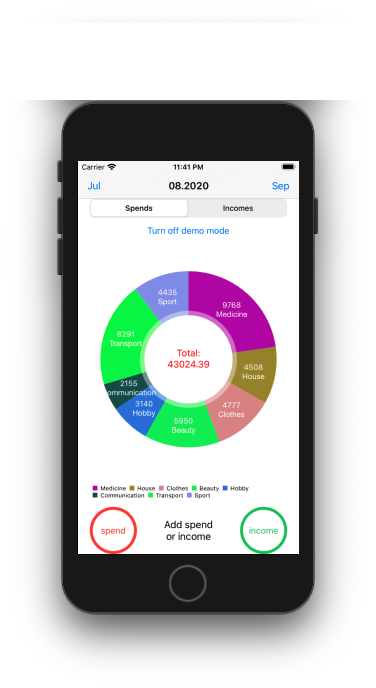 Carrier 11:41 PM
Jul 08.2020 Sep
Spends Incomes
Turn off demo mode
4435
Sport
9768
Medicine
8291
Transport
4508
House
2155
ommunication
3140
Hobby
4777
Clothes
5950
Beauty
Total:
43024.39
Medicine House Clothes Beauty Hobby
Communication Transport Sport
spend
Add spend
or income
income